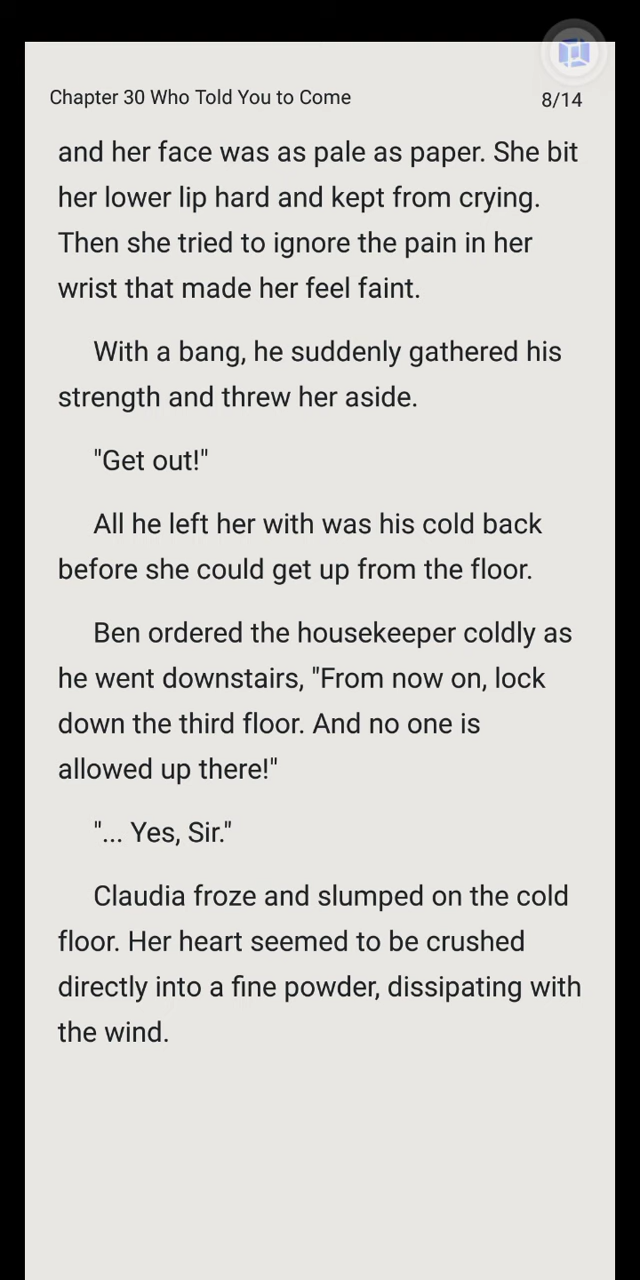 Chapter 30 Who Told You to Come
8/14
and her face was as pale as paper. She bit
her lower lip hard and kept from crying.
Then she tried to ignore the pain in her
wrist that made her feel faint.
With a bang, he suddenly gathered his
strength and threw her aside.
"Get out!"
All he left her with was his cold back
before she could get up from the floor.
Ben ordered the housekeeper coldly as
he went downstairs, "From now on, lock
down the third floor. And no one is
allowed up there!"
"... Yes, Sir."
Claudia froze and slumped on the cold
floor. Her heart seemed to be crushed
directly into a fine powder, dissipating with
the wind.